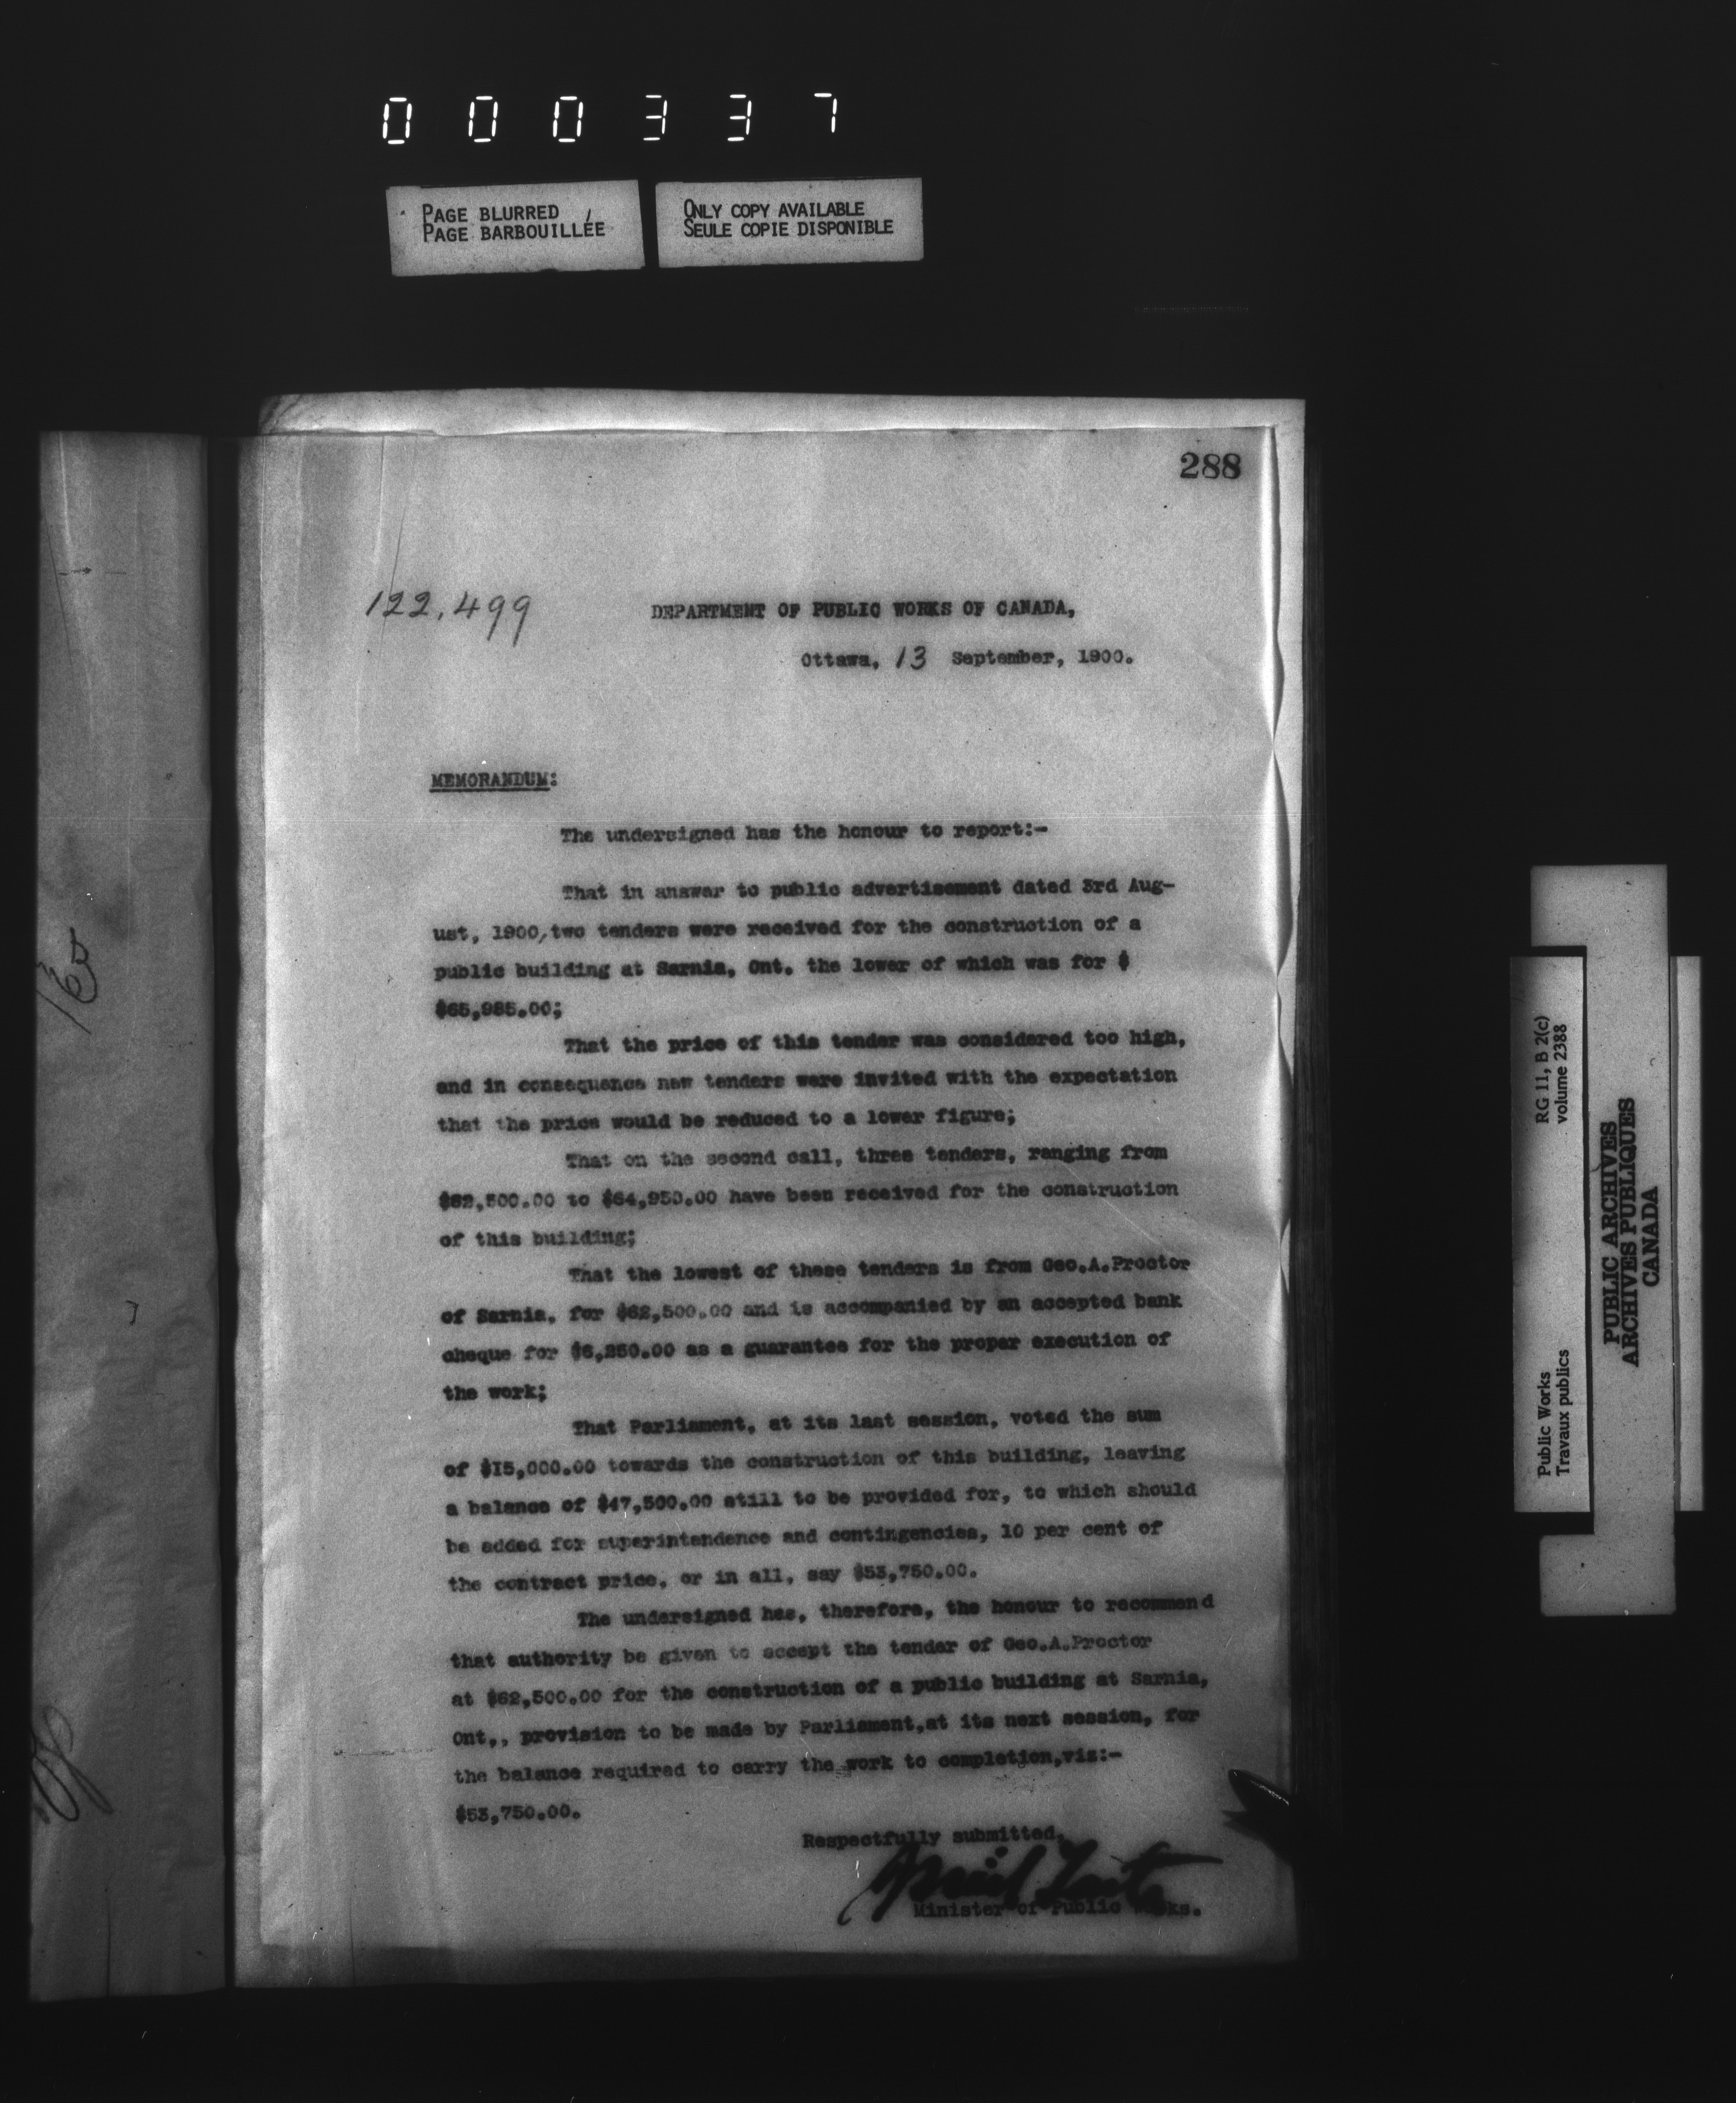 000337
PAGE BLURRED
PAGE BARBOUILLÉE
ONLY COPY AVAILABLE
SEULE COPIE DISPONIBLE
288
122,499
DEPARTMENT OF PUBLIC WORKS OF CANADA,
Ottawa, 13 September, 1900.
MEMORANDUM:
The undersigned has the honour to report:-
That in answer to public advertisement dated 3rd Aug-
ust, 1900, two tenders were received for the construction of a
public building at Sarnia, Ont. the lower of which was for $
$65,985.00;
That the price of this tender was considered too high,
and in consequence new tenders were invited with the expectation
that the price would be reduced to a lower figure;
That on the second call, three tenders, ranging from
$62,500.00 to $64,950.00 have been received for the construction
of this building;
That the lowest of these tenders is from Geo.A.Proctor
of Sarnia, for $62,500.00 and is accompanied by an accepted bank
cheque for $6,250.00 as a guarantee for the proper execution of
the work;
That Parliament, at its last session, voted the sum
of $15,000.00 towards the construction of this building, leaving
a balance of $47,500.00 still to be provided for, to which should
be added for superintendence and contingencies, 10 per cent of
the contract price, or in all, say $53,750.00.
The undersigned has, therefore, the honour to recommend
that authority be given to accept the tender of Geo.A.Proctor
at $62,500.00 for the construction of a public building at Sarnia,
Ont,, provision to be made by Parliament,at its next session, for
the balance required to carry the work to completion,viz:-
$53,750.00.
Respectfully submitted,
Minister of Public Works.
RG 11, B 2(c)
volume 2388
Public Works
Travaux publics
PUBLIC ARCHIVES
ARCHIVES PUBLIQUES
CANADA